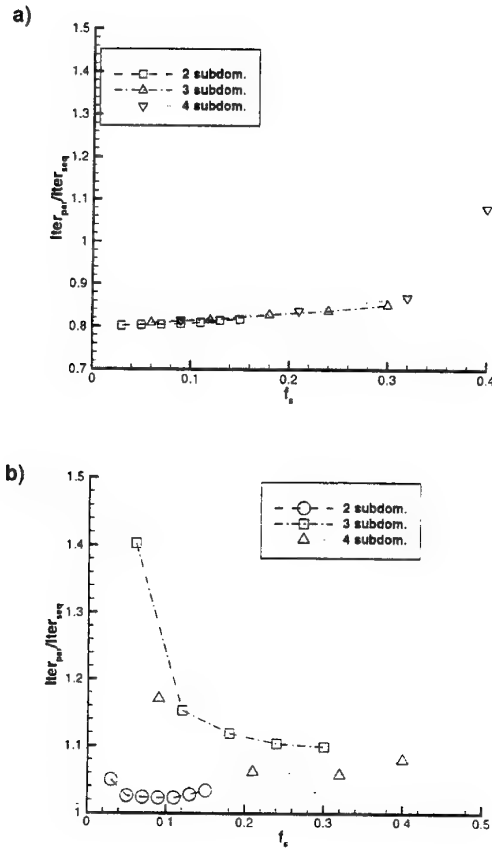 a)
1.5
1.4
1.3
1.2
1.1
1
0.9
0.8
0.7
0
0.1
0.2
0.3
0.4
Iter_par/Iter_seq
f_s
2 subdom.
3 subdom.
4 subdom.
b)
1.5
1.4
1.3
1.2
1.1
1
0
0.1
0.2
0.3
0.4
0.5
Iter_par/Iter_seq
f_s
2 subdom.
3 subdom.
4 subdom.